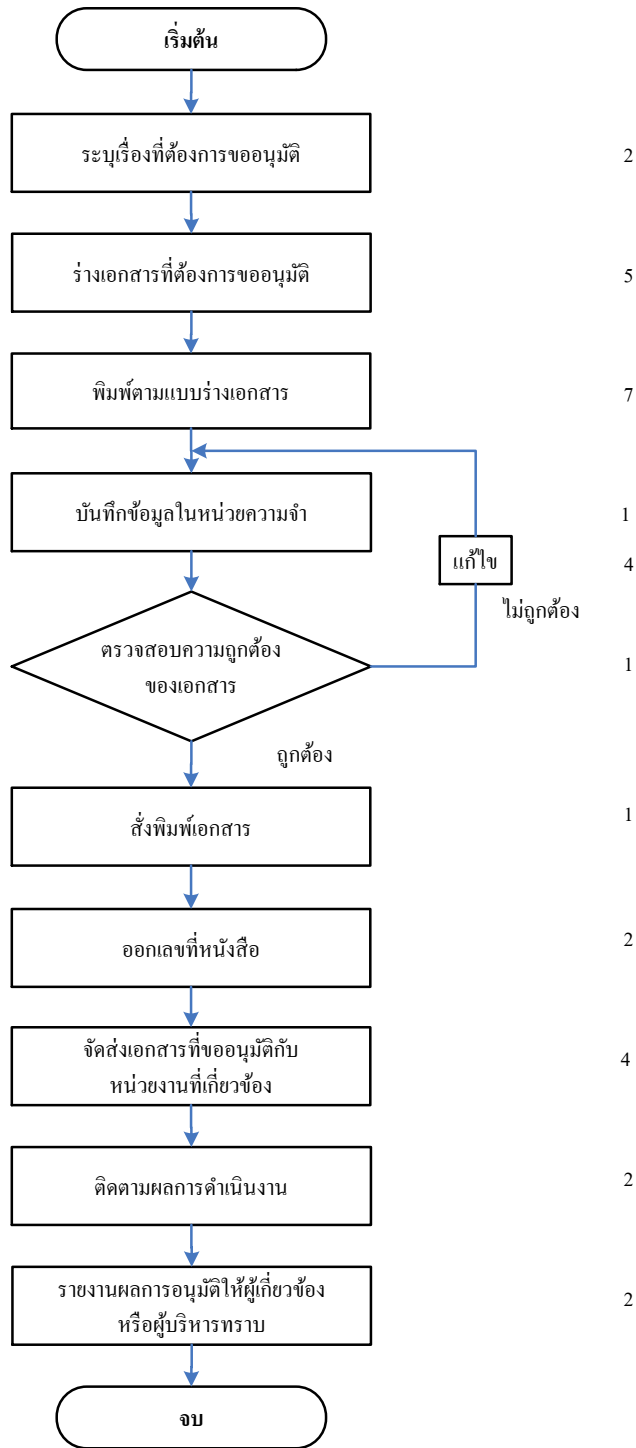 เริ่มต้น
ระบุเรื่องที่ต้องการขออนุมัติ
2
ร่างเอกสารที่ต้องการขออนุมัติ
5
พิมพ์ตามแบบร่างเอกสาร
7
บันทึกข้อมูลในหน่วยความจำ
1
แก้ไข
4
ไม่ถูกต้อง
ตรวจสอบความถูกต้อง
ของเอกสาร
1
ถูกต้อง
สั่งพิมพ์เอกสาร
1
ออกเลขที่หนังสือ
2
จัดส่งเอกสารที่ขออนุมัติกับ
หน่วยงานที่เกี่ยวข้อง
4
ติดตามผลการดำเนินงาน
2
รายงานผลการอนุมัติให้ผู้เกี่ยวข้อง
หรือผู้บริหารทราบ
2
จบ